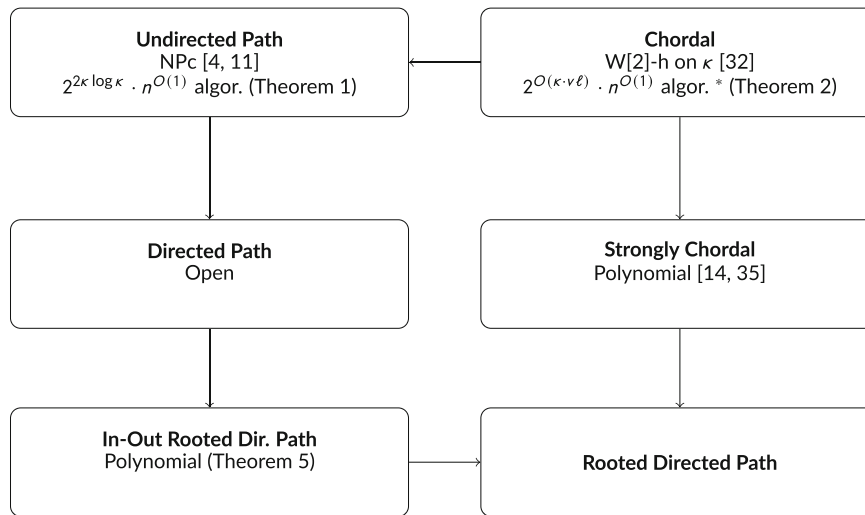 Undirected Path
NPc [4, 11]
2^{2κ log κ} · n^{O(1)} algor. (Theorem 1)
Chordal
W[2]-h on κ [32]
2^{O(κ·vℓ)} · n^{O(1)} algor. * (Theorem 2)
Directed Path
Open
Strongly Chordal
Polynomial [14, 35]
In-Out Rooted Dir. Path
Polynomial (Theorem 5)
Rooted Directed Path